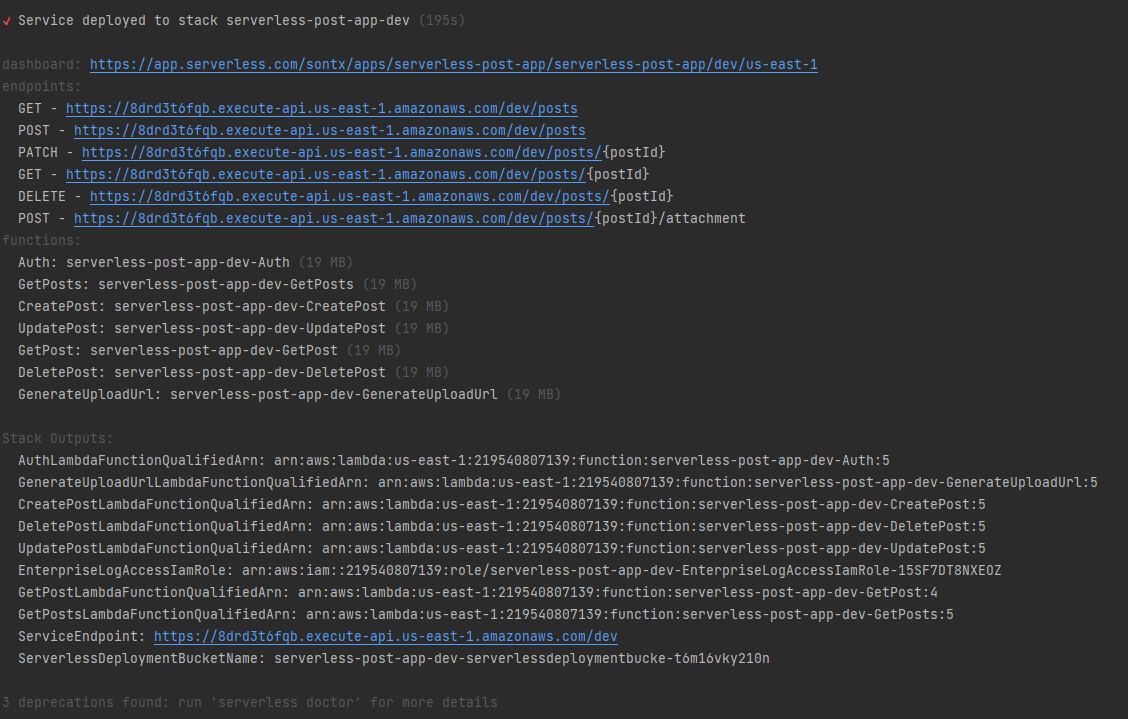 ✓ Service deployed to stack serverless-post-app-dev (195s)
dashboard: https://app.serverless.com/sontx/apps/serverless-post-app/serverless-post-app/dev/us-east-1
endpoints:
GET - https://8drd3t6fqb.execute-api.us-east-1.amazonaws.com/dev/posts
POST - https://8drd3t6fqb.execute-api.us-east-1.amazonaws.com/dev/posts
PATCH - https://8drd3t6fqb.execute-api.us-east-1.amazonaws.com/dev/posts/{postId}
GET - https://8drd3t6fqb.execute-api.us-east-1.amazonaws.com/dev/posts/{postId}
DELETE - https://8drd3t6fqb.execute-api.us-east-1.amazonaws.com/dev/posts/{postId}
POST - https://8drd3t6fqb.execute-api.us-east-1.amazonaws.com/dev/posts/{postId}/attachment
functions:
Auth: serverless-post-app-dev-Auth (19 MB)
GetPosts: serverless-post-app-dev-GetPosts (19 MB)
CreatePost: serverless-post-app-dev-CreatePost (19 MB)
UpdatePost: serverless-post-app-dev-UpdatePost (19 MB)
GetPost: serverless-post-app-dev-GetPost (19 MB)
DeletePost: serverless-post-app-dev-DeletePost (19 MB)
GenerateUploadUrl: serverless-post-app-dev-GenerateUploadUrl (19 MB)
Stack Outputs:
AuthLambdaFunctionQualifiedArn: arn:aws:lambda:us-east-1:219540807139:function:serverless-post-app-dev-Auth:5
GenerateUploadUrlLambdaFunctionQualifiedArn: arn:aws:lambda:us-east-1:219540807139:function:serverless-post-app-dev-GenerateUploadUrl:5
CreatePostLambdaFunctionQualifiedArn: arn:aws:lambda:us-east-1:219540807139:function:serverless-post-app-dev-CreatePost:5
DeletePostLambdaFunctionQualifiedArn: arn:aws:lambda:us-east-1:219540807139:function:serverless-post-app-dev-DeletePost:5
UpdatePostLambdaFunctionQualifiedArn: arn:aws:lambda:us-east-1:219540807139:function:serverless-post-app-dev-UpdatePost:5
EnterpriseLogAccessIamRole: arn:aws:iam::219540807139:role/serverless-post-app-dev-EnterpriseLogAccessIamRole-15SF7DT8NXEOZ
GetPostLambdaFunctionQualifiedArn: arn:aws:lambda:us-east-1:219540807139:function:serverless-post-app-dev-GetPost:4
GetPostsLambdaFunctionQualifiedArn: arn:aws:lambda:us-east-1:219540807139:function:serverless-post-app-dev-GetPosts:5
ServiceEndpoint: https://8drd3t6fqb.execute-api.us-east-1.amazonaws.com/dev
ServerlessDeploymentBucketName: serverless-post-app-dev-serverlessdeploymentbucke-t6m16vky210n
3 deprecations found: run 'serverless doctor' for more details